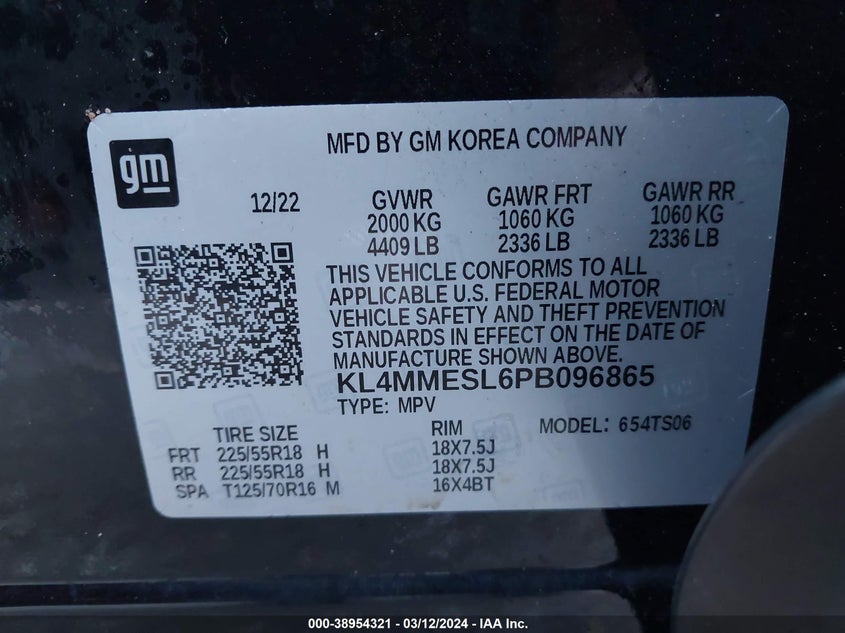 gm
MFD BY GM KOREA COMPANY
12/22 GVWR GAWR FRT GAWR RR
2000 KG 1060 KG 1060 KG
4409 LB 2336 LB 2336 LB
THIS VEHICLE CONFORMS TO ALL
APPLICABLE U.S. FEDERAL MOTOR
VEHICLE SAFETY AND THEFT PREVENTION
STANDARDS IN EFFECT ON THE DATE OF
MANUFACTURE SHOWN ABOVE.
KL4MMESL6PB096865
TYPE: MPV MODEL: 654TS06
TIRE SIZE RIM
FRT 225/55R18 H 18X7.5J
RR 225/55R18 H 18X7.5J
SPA T125/70R16 M 16X4BT
000-38954321 - 03/12/2024 - IAA Inc.